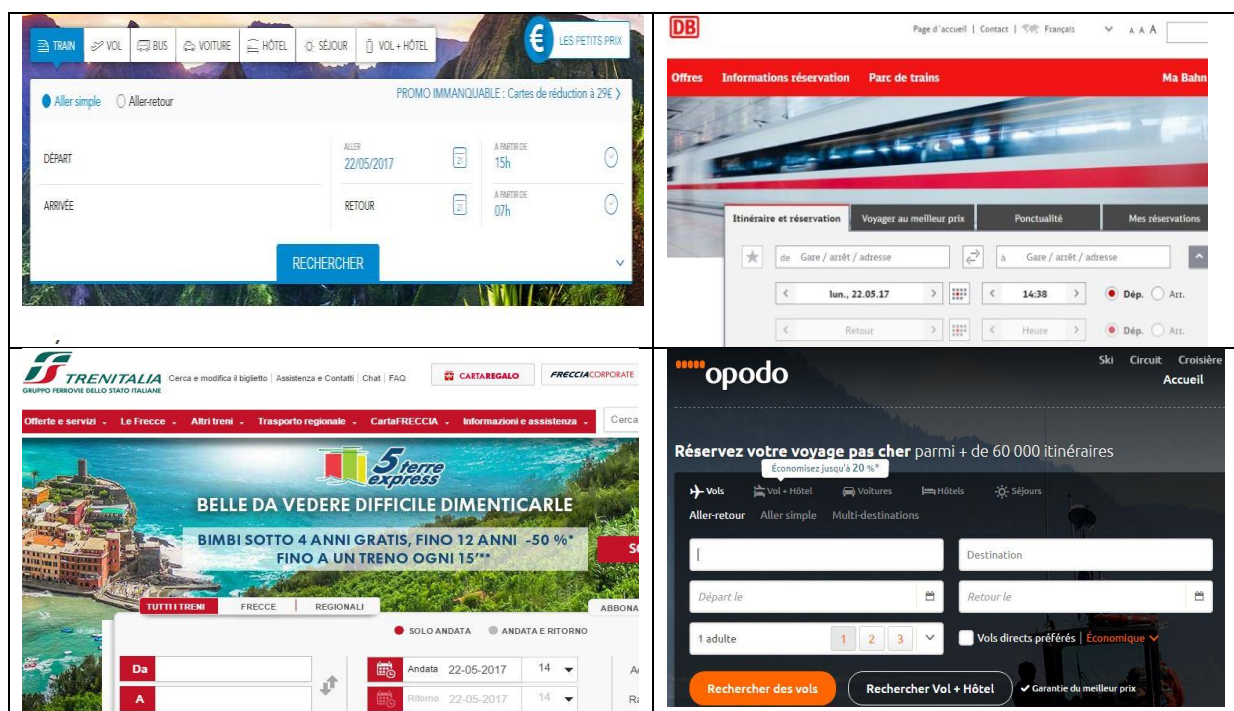 TRAIN VOL BUS VOITURE HÔTEL SÉJOUR VOL + HÔTEL
€ LES PETITS PRIX
Aller simple Aller-retour
PROMO IMMANQUABLE : Cartes de réduction à 29€ 〉
DÉPART
ALLER
22/05/2017
21
A PARTIR DE
15h
ARRIVÉE
RETOUR
21
A PARTIR DE
07h
RECHERCHER
,
DB
Page d'accueil | Contact | Français A A A
Offres Informations réservation Parc de trains Ma Bahn
Itinéraire et réservation Voyager au meilleur prix Ponctualité Mes réservations
de Gare / arrêt / adresse à Gare / arrêt / adresse
lun., 22.05.17 14:38 Dép. Arr.
Retour Heure Dép. Arr.
TRENITALIA
GRUPPO FERROVIE DELLO STATO ITALIANE
Cerca e modifica il biglietto | Assistenza e Contatti | Chat | FAQ
CARTAREGALO
FRECCIACORPORATE
Offerte e servizi Le Frecce Altri treni Trasporto regionale CartaFRECCIA Informazioni e assistenza Cerca
5 terre
express
BELLE DA VEDERE DIFFICILE DIMENTICARLE
BIMBI SOTTO 4 ANNI GRATIS, FINO 12 ANNI -50 %*
FINO A UN TRENO OGNI 15'**
TUTTI I TRENI FRECCE | REGIONALI
ABBONA
SOLO ANDATA ANDATA E RITORNO
Da
Andata 22-05-2017 14
A
Ritorno 22-05-2017 14
opodo
Ski Circuit Croisière
Accueil
Réservez votre voyage pas cher parmi + de 60 000 itinéraires
Économisez jusqu'à 20 %*
Vols Vol + Hôtel Voitures Hôtels Séjours
Aller-retour Aller simple Multi-destinations
Destination
Départ le Retour le
1 adulte 1 2 3 Vols directs préférés | Économique
Rechercher des vols Rechercher Vol + Hôtel Garantie du meilleur prix